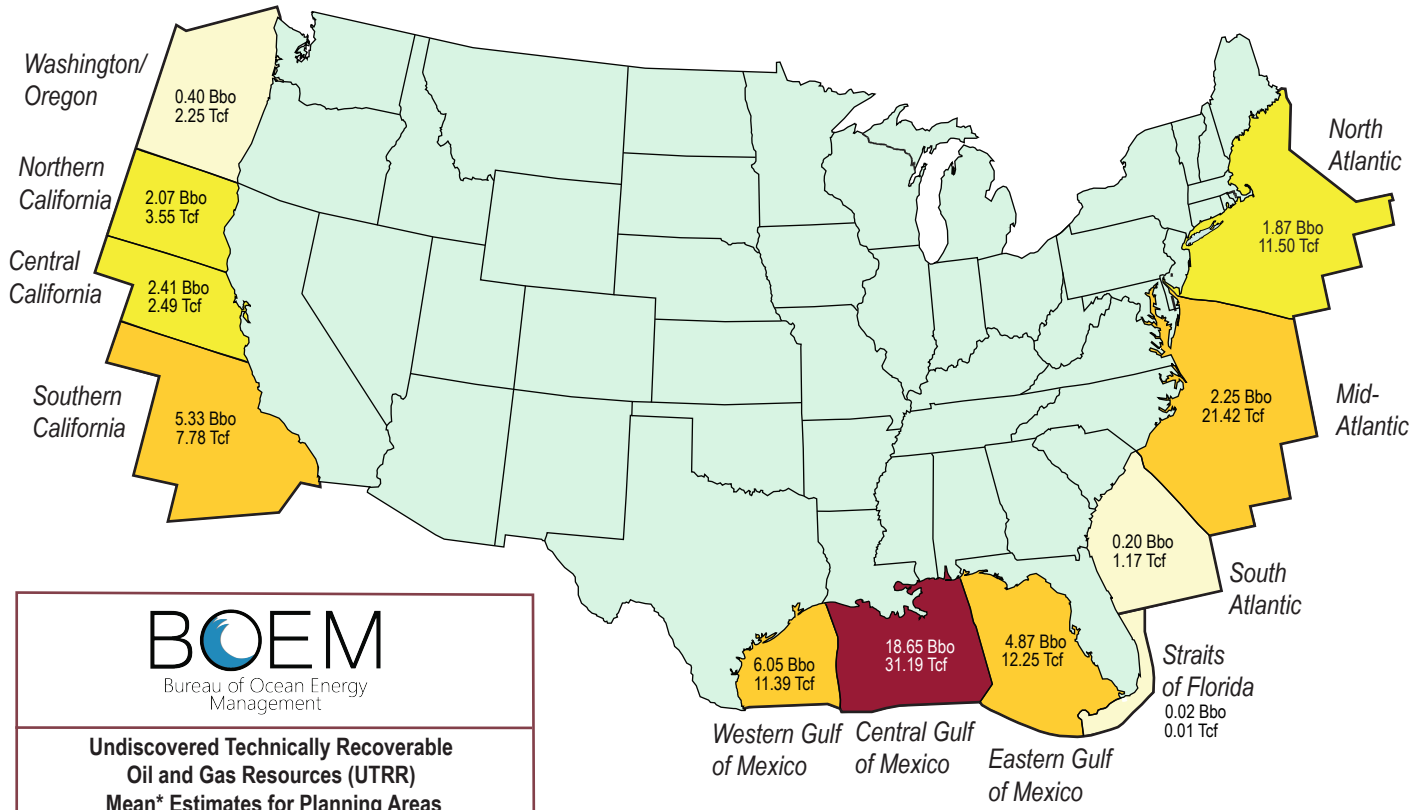 Washington/
Oregon
0.40 Bbo
2.25 Tcf
Northern
California
2.07 Bbo
3.55 Tcf
Central
California
2.41 Bbo
2.49 Tcf
Southern
California
5.33 Bbo
7.78 Tcf
North
Atlantic
1.87 Bbo
11.50 Tcf
2.25 Bbo
21.42 Tcf
Mid-
Atlantic
0.20 Bbo
1.17 Tcf
South
Atlantic
Straits
of Florida
0.02 Bbo
0.01 Tcf
6.05 Bbo
11.39 Tcf
18.65 Bbo
31.19 Tcf
4.87 Bbo
12.25 Tcf
Western Gulf
of Mexico
Central Gulf
of Mexico
Eastern Gulf
of Mexico
BOEM
Bureau of Ocean Energy
Management
Undiscovered Technically Recoverable
Oil and Gas Resources (UTRR)
Mean* Estimates for Planning Areas